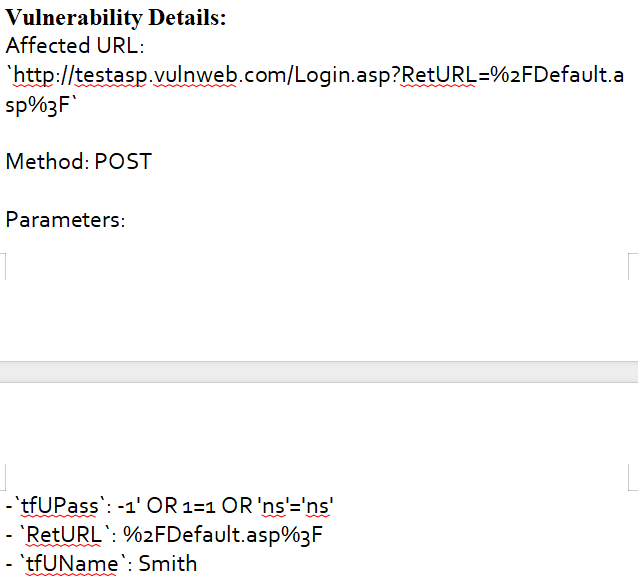 Vulnerability Details:
Affected URL:
`http://testasp.vulnweb.com/Login.asp?RetURL=%2FDefault.a
sp%3F`
Method: POST
Parameters:
-`tfUPass`: -1' OR 1=1 OR 'ns'='ns'
- `RetURL`: %2FDefault.asp%3F
- `tfUName`: Smith